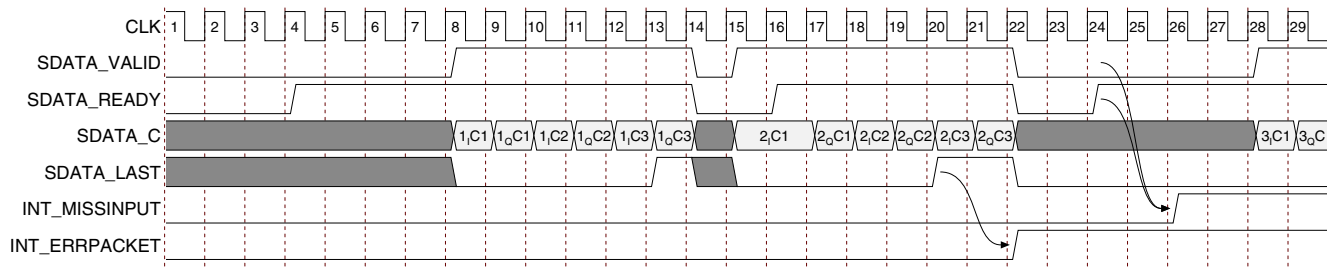 CLK 1 2 3 4 5 6 7 8 9 10 11 12 13 14 15 16 17 18 19 20 21 22 23 24 25 26 27 28 29
SDATA_VALID
SDATA_READY
SDATA_C 1IC1 1QC1 1IC2 1QC2 1IC3 1QC3 2IC1 2QC1 2IC2 2QC2 2IC3 2QC3 3IC1 3QC
SDATA_LAST
INT_MISSINPUT
INT_ERRPACKET